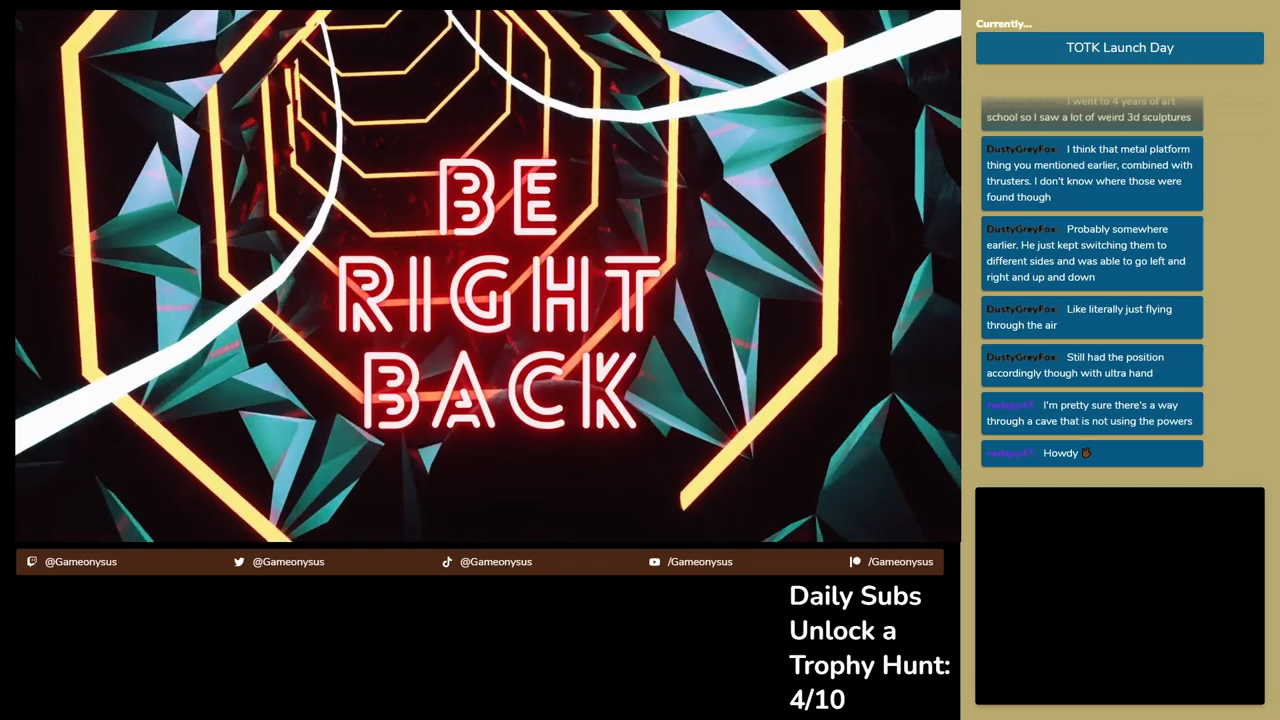 Currently...
TOTK Launch Day
I went to 4 years of art
school so I saw a lot of weird 3d sculptures
DustyGreyFox I think that metal platform
thing you mentioned earlier, combined with
thrusters. I don't know where those were
found though
DustyGreyFox Probably somewhere
earlier. He just kept switching them to
different sides and was able to go left and
right and up and down
DustyGreyFox Like literally just flying
through the air
DustyGreyFox Still had the position
accordingly though with ultra hand
I'm pretty sure there's a way
through a cave that is not using the powers
Howdy
BE
RIGHT
BACK
@Gameonysus
@Gameonysus
@Gameonysus
/Gameonysus
/Gameonysus
Daily Subs
Unlock a
Trophy Hunt:
4/10